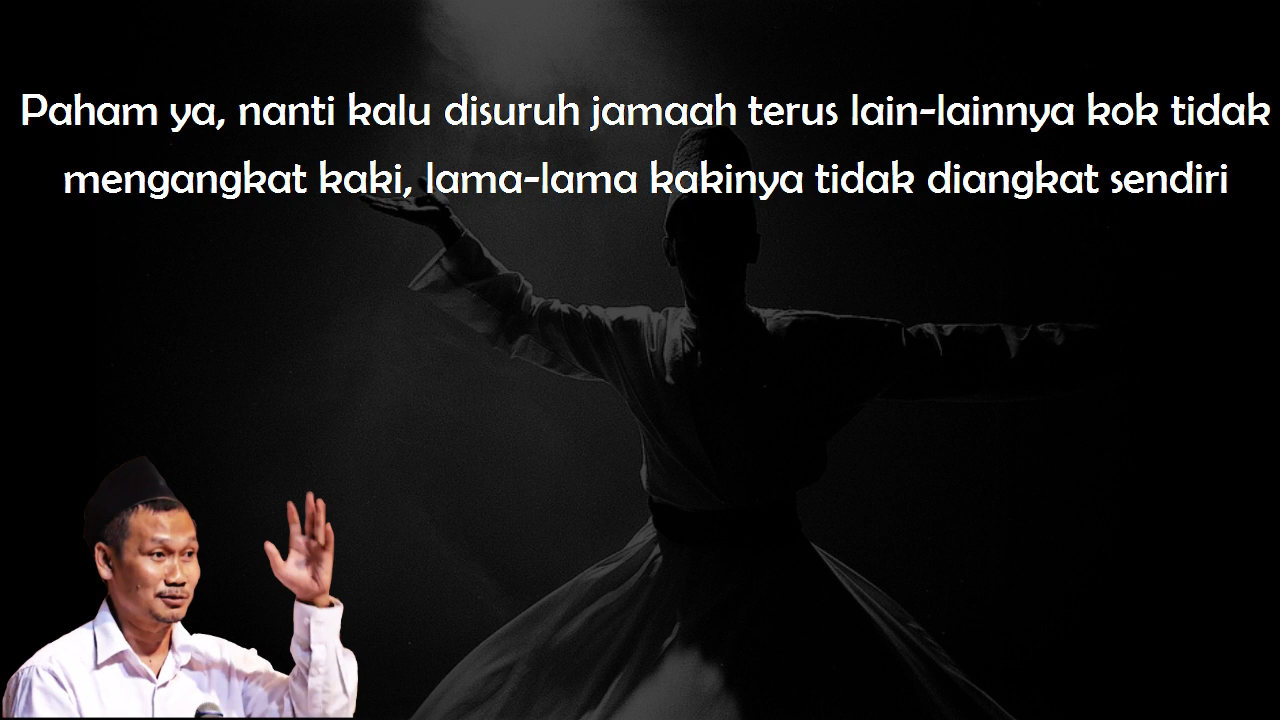 Paham ya, nanti kalu disuruh jamaah terus lain-lainnya kok tidak
mengangkat kaki, lama-lama kakinya tidak diangkat sendiri